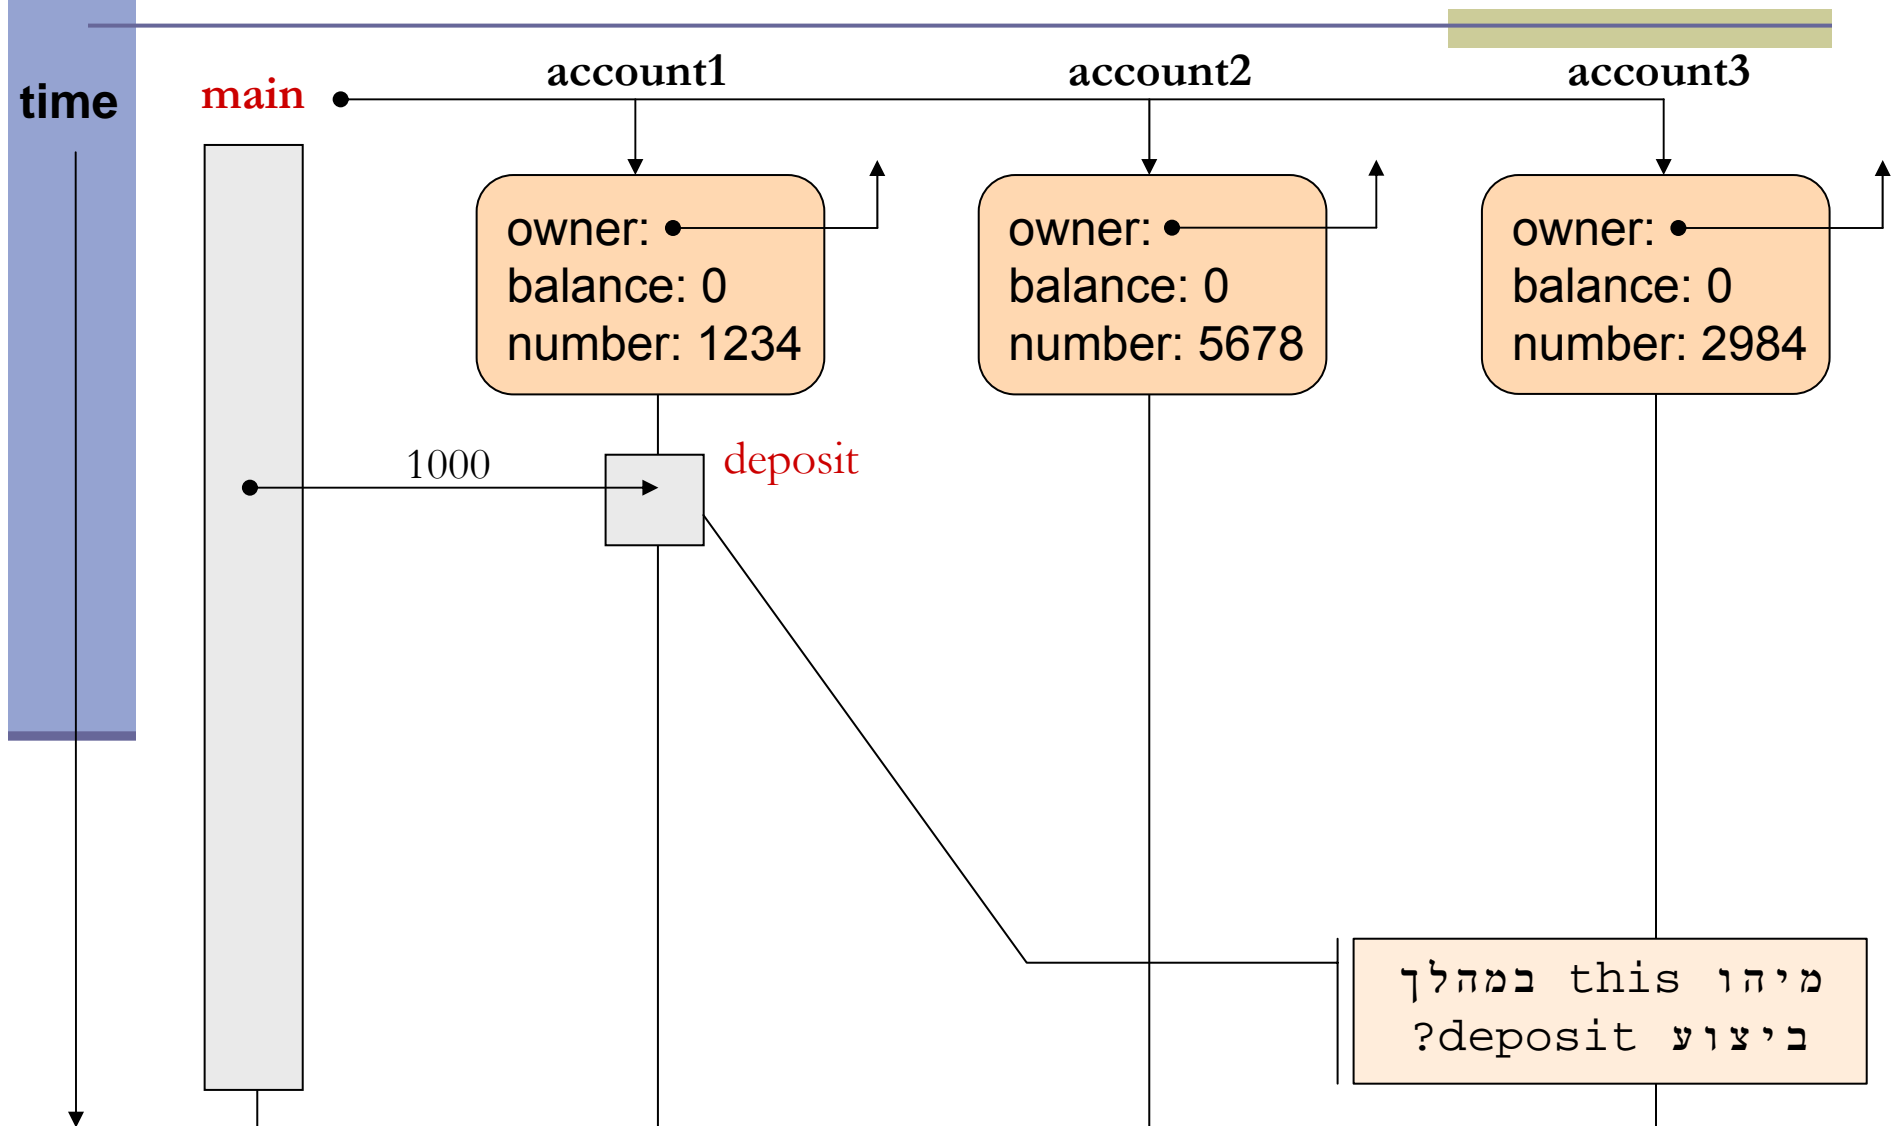 time
main
account1
account2
account3
owner:
balance: 0
number: 1234
owner:
balance: 0
number: 5678
owner:
balance: 0
number: 2984
1000
deposit
מיהו this במהלך
ביצוע deposit?